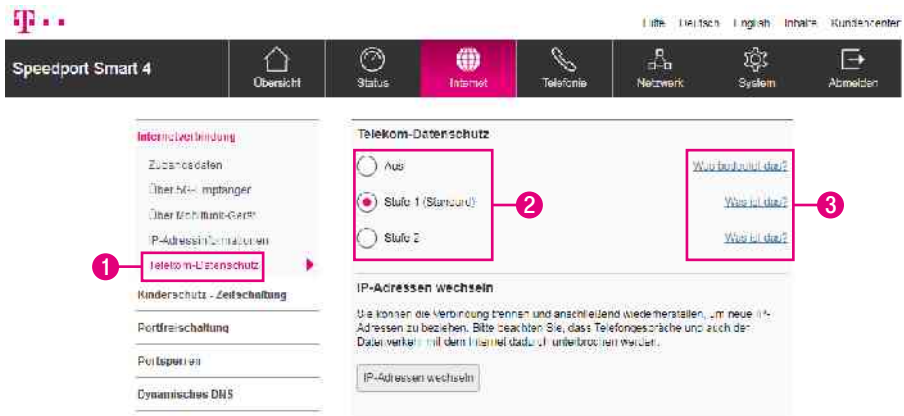 T
Hilfe Deutsch English Inhalte Kundencenter
Speedport Smart 4
Übersicht
Status
Internet
Telefonie
Netzwerk
System
Abmelden
Internetverbindung
Zugangsdaten
Über 5G-Empfänger
Über Mobilfunk-Gerät
IP-Adressinformationen
1
Telekom-Datenschutz
Kinderschutz - Zeitschaltung
Portfreischaltung
Portsperren
Dynamisches DNS
Telekom-Datenschutz
Aus
Was bedeutet das?
Stufe 1 (Standard)
2
Was ist das?
3
Stufe 2
Was ist das?
IP-Adressen wechseln
Sie können die Verbindung trennen und anschließend wiederherstellen, um neue IP-
Adressen zu beziehen. Bitte beachten Sie, dass Telefongespräche und auch der
Datenverkehr mit dem Internet dadurch unterbrochen werden.
IP-Adressen wechseln